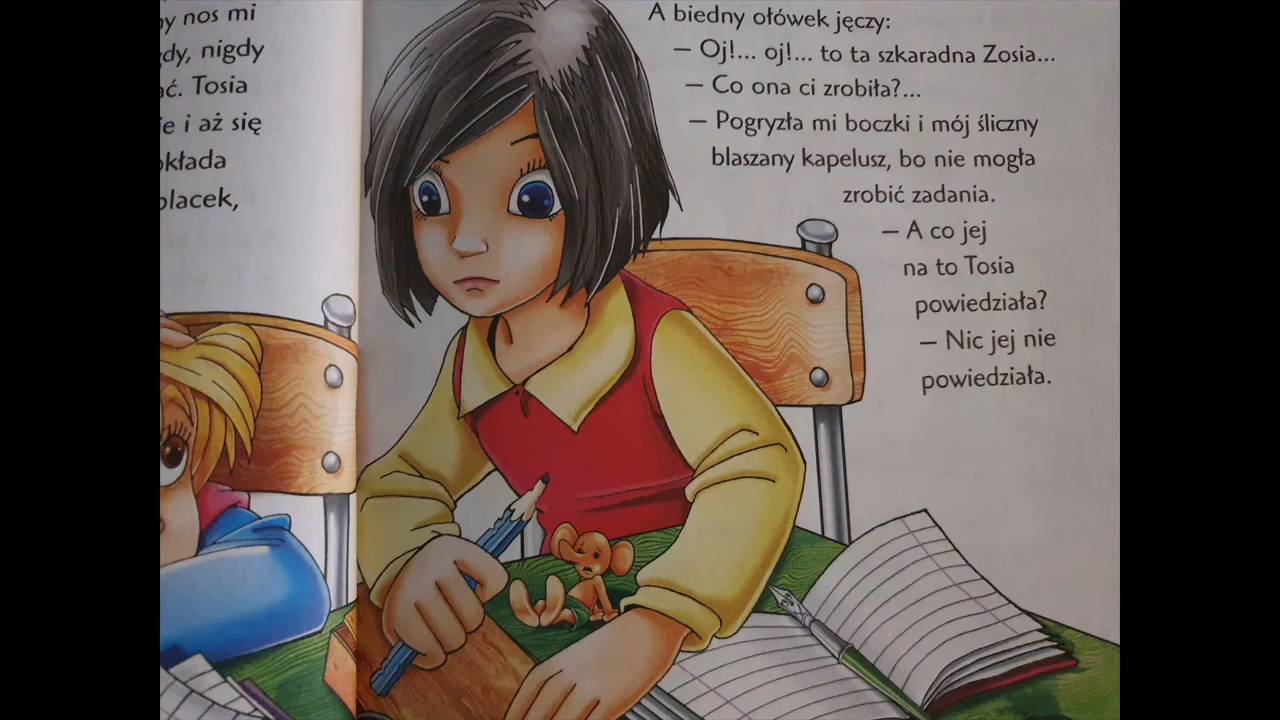 nos mi
nigdy
Tosia
i aż się
placek,
A biedny ołówek jęczy:
– Oj!... oj!... to ta szkaradna Zosia...
– Co ona ci zrobiła?...
– Pogryzła mi boczki i mój śliczny
blaszany kapelusz, bo nie mogła
zrobić zadania.
– A co jej
na to Tosia
powiedziała?
– Nic jej nie
powiedziała.